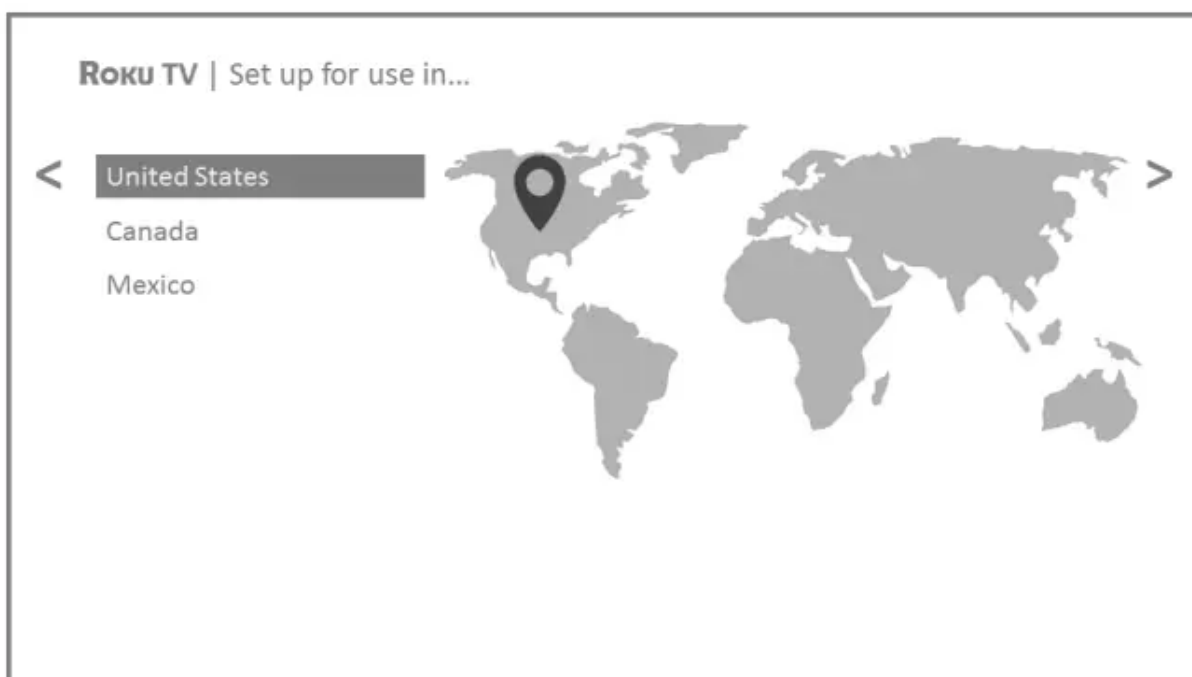 ROKU TV | Set up for use in...
< United States >
Canada
Mexico